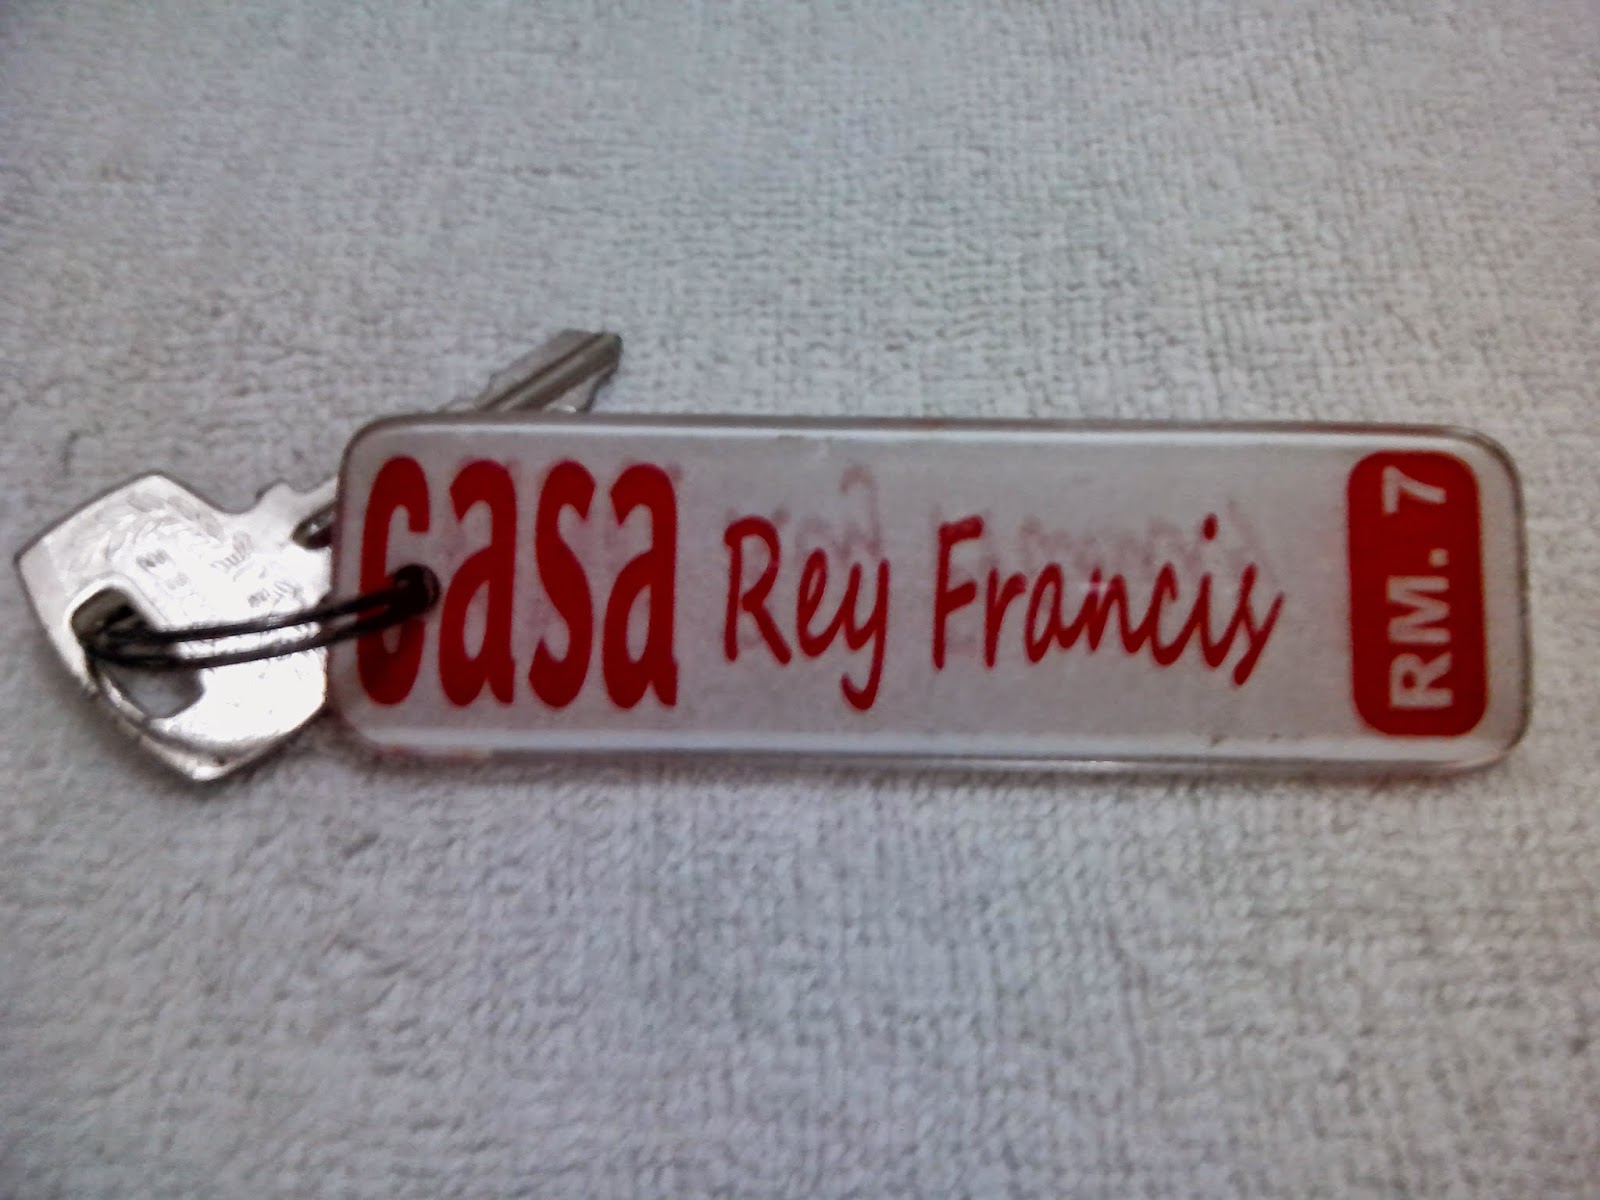 casa Rey Francis
RM. 7